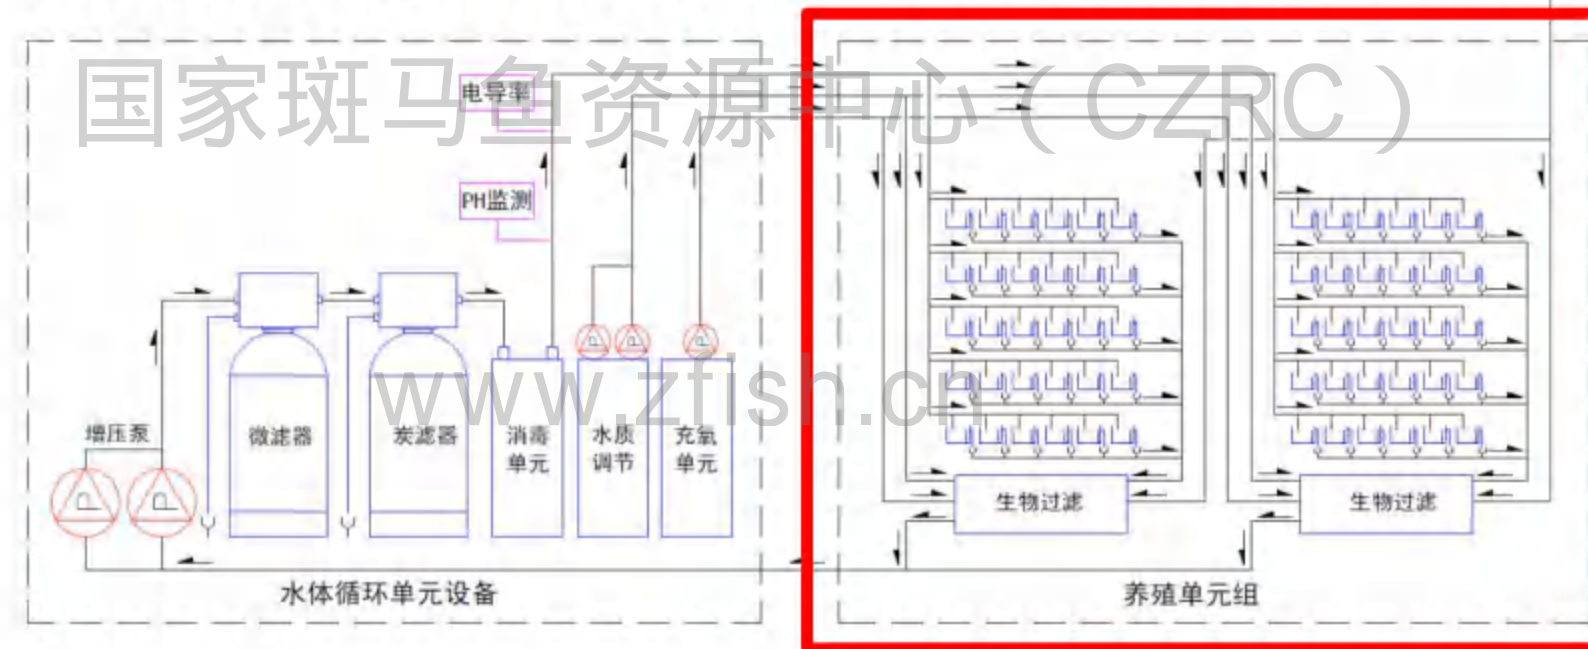 国家斑马鱼资源中心（CZRC）
电导率
PH监测
www.zfish.cn
增压泵
微滤器
炭滤器
消毒
单元
水质
调节
充氧
单元
P
P
P
P
P
生物过滤
生物过滤
水体循环单元设备
养殖单元组